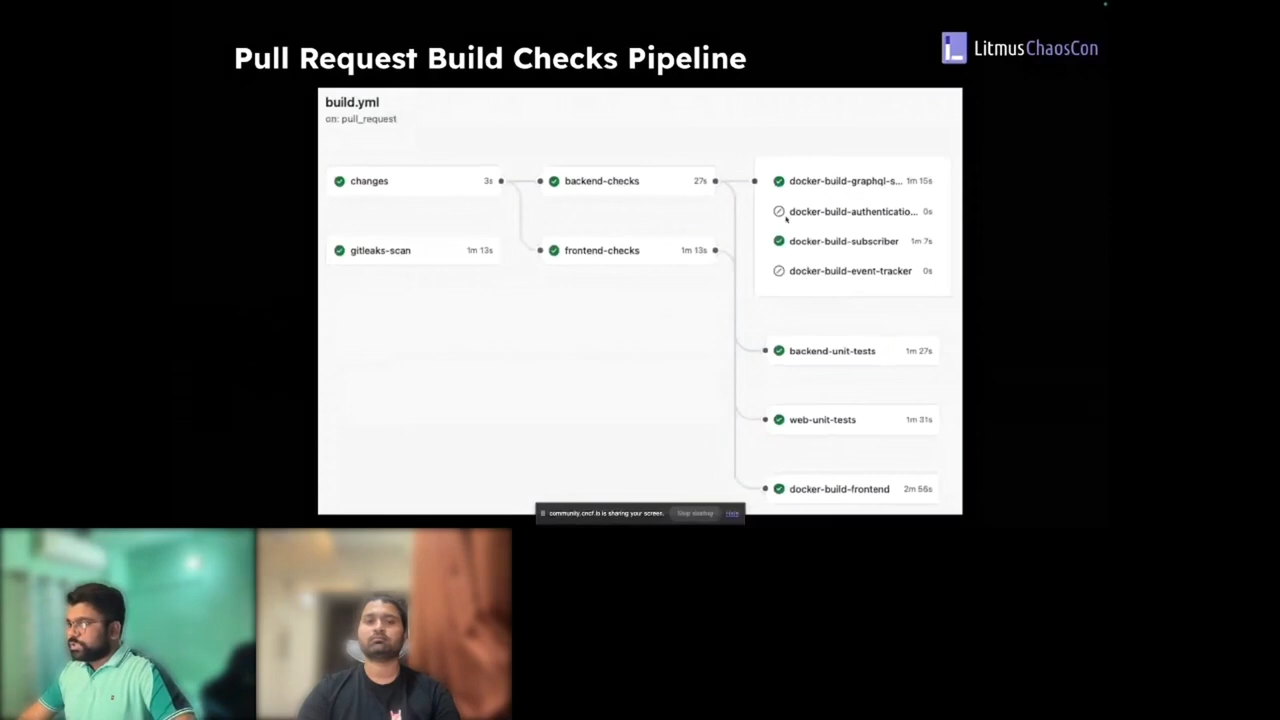 Pull Request Build Checks Pipeline
LitmusChaosCon
build.yml
on: pull_request
changes 3s
backend-checks 27s
docker-build-graphql-s... 1m 15s
docker-build-authenticatio... 0s
docker-build-subscriber 1m 7s
docker-build-event-tracker 0s
gitleaks-scan 1m 13s
frontend-checks 1m 13s
backend-unit-tests 1m 27s
web-unit-tests 1m 31s
docker-build-frontend 2m 56s
community.cncf.io is sharing your screen. Stop sharing Hide